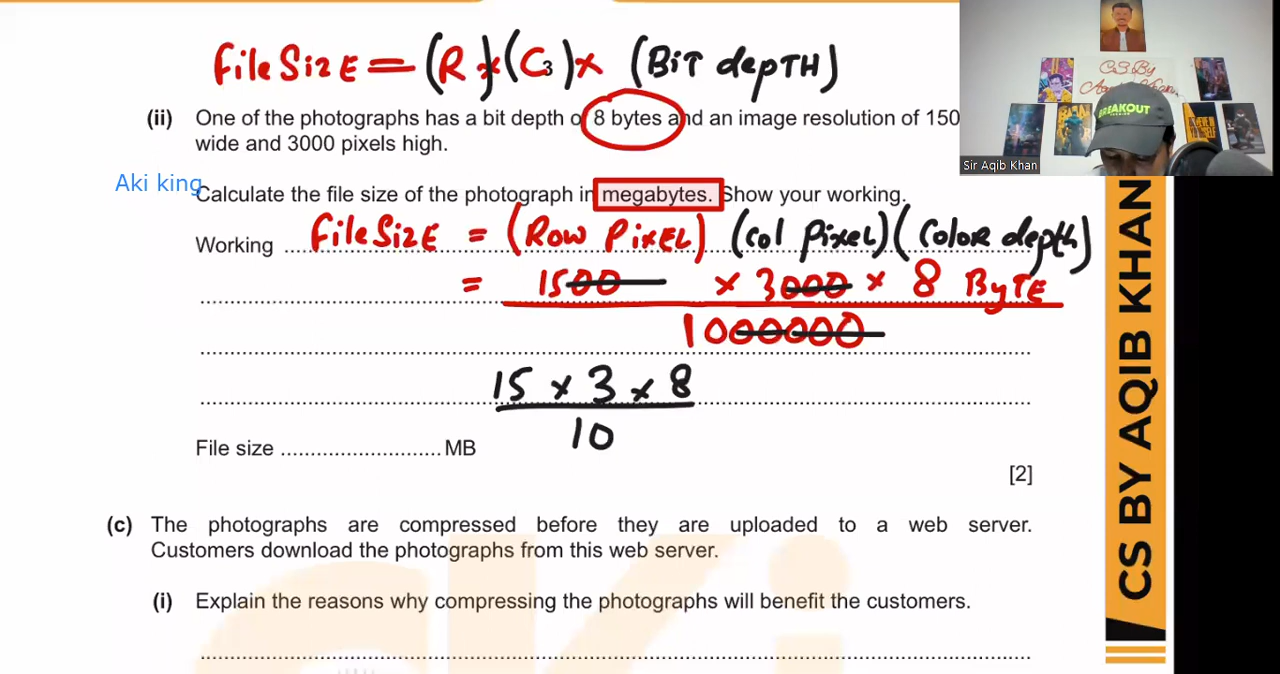 FileSizE = (R x)(C3)x (BiT depTH)
(ii) One of the photographs has a bit depth of 8 bytes and an image resolution of 150
wide and 3000 pixels high.
Aki king
Calculate the file size of the photograph in megabytes. Show your working.
Working FileSizE = (Row PixEL) (Col Pixel)(Color depth)
= 1500 x 3000 x 8 ByTE
1000000
15 x 3 x 8
10
File size ........................... MB
[2]
(c) The photographs are compressed before they are uploaded to a web server.
Customers download the photographs from this web server.
(i) Explain the reasons why compressing the photographs will benefit the customers.
CS By
BREAKOUT
Sir Aqib Khan
CS BY AQIB KHAN